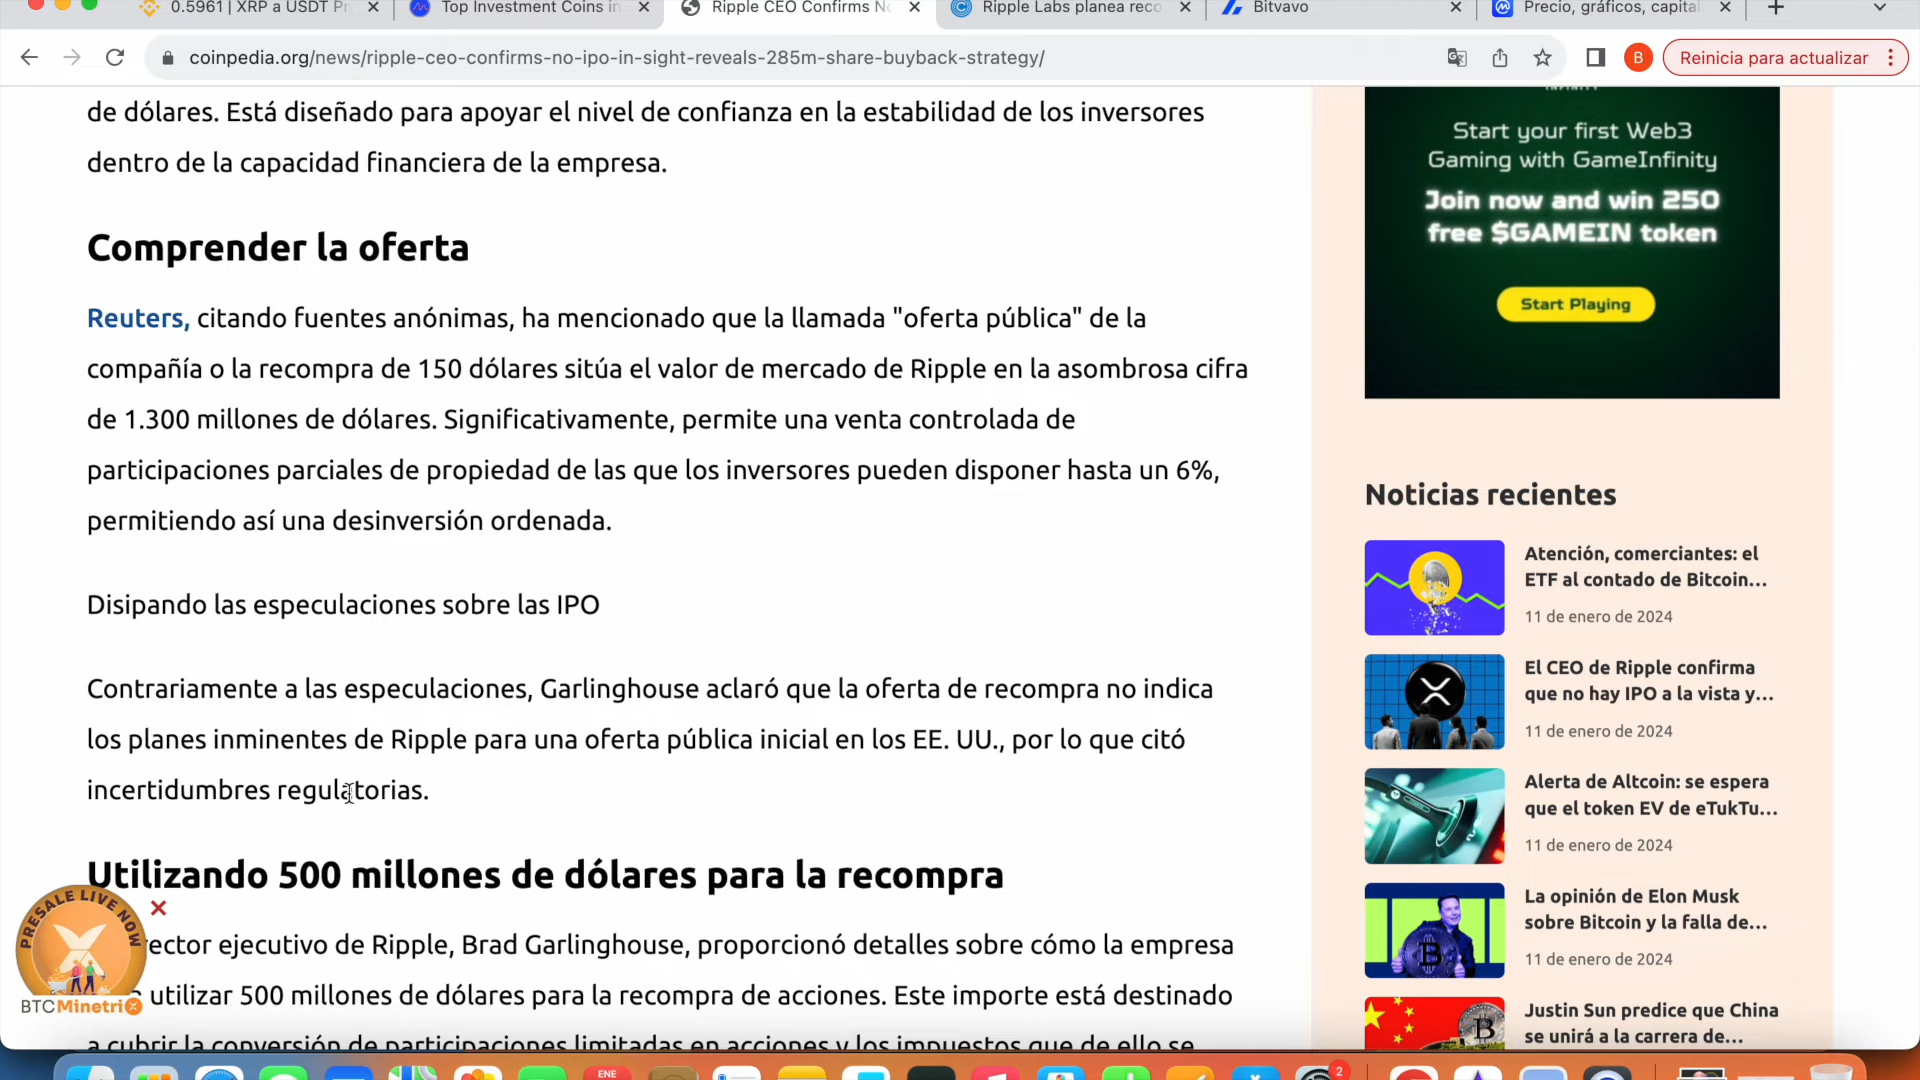 0.5961 | XRP a USDT Pr
Top Investment Coins in
Ripple CEO Confirms No
Ripple Labs planea reco
Bitvavo
Precio, gráficos, capital
coinpedia.org/news/ripple-ceo-confirms-no-ipo-in-sight-reveals-285m-share-buyback-strategy/
B
Reinicia para actualizar
de dólares. Está diseñado para apoyar el nivel de confianza en la estabilidad de los inversores
dentro de la capacidad financiera de la empresa.
Comprender la oferta
Reuters, citando fuentes anónimas, ha mencionado que la llamada "oferta pública" de la
compañía o la recompra de 150 dólares sitúa el valor de mercado de Ripple en la asombrosa cifra
de 1.300 millones de dólares. Significativamente, permite una venta controlada de
participaciones parciales de propiedad de las que los inversores pueden disponer hasta un 6%,
permitiendo así una desinversión ordenada.
Disipando las especulaciones sobre las IPO
Contrariamente a las especulaciones, Garlinghouse aclaró que la oferta de recompra no indica
los planes inminentes de Ripple para una oferta pública inicial en los EE. UU., por lo que citó
incertidumbres regulatorias.
Utilizando 500 millones de dólares para la recompra
rector ejecutivo de Ripple, Brad Garlinghouse, proporcionó detalles sobre cómo la empresa
utilizar 500 millones de dólares para la recompra de acciones. Este importe está destinado
a cubrir la conversión de participaciones limitadas en acciones y los impuestos que de ello se
PRESALE LIVE NOW
BTCMinetrix
Start your first Web3
Gaming with GameInfinity
Join now and win 250
free $GAMEIN token
Start Playing
Noticias recientes
Atención, comerciantes: el
ETF al contado de Bitcoin...
11 de enero de 2024
El CEO de Ripple confirma
que no hay IPO a la vista y...
11 de enero de 2024
Alerta de Altcoin: se espera
que el token EV de eTukTu...
11 de enero de 2024
La opinión de Elon Musk
sobre Bitcoin y la falla de...
11 de enero de 2024
Justin Sun predice que China
se unirá a la carrera de...
ENE
2